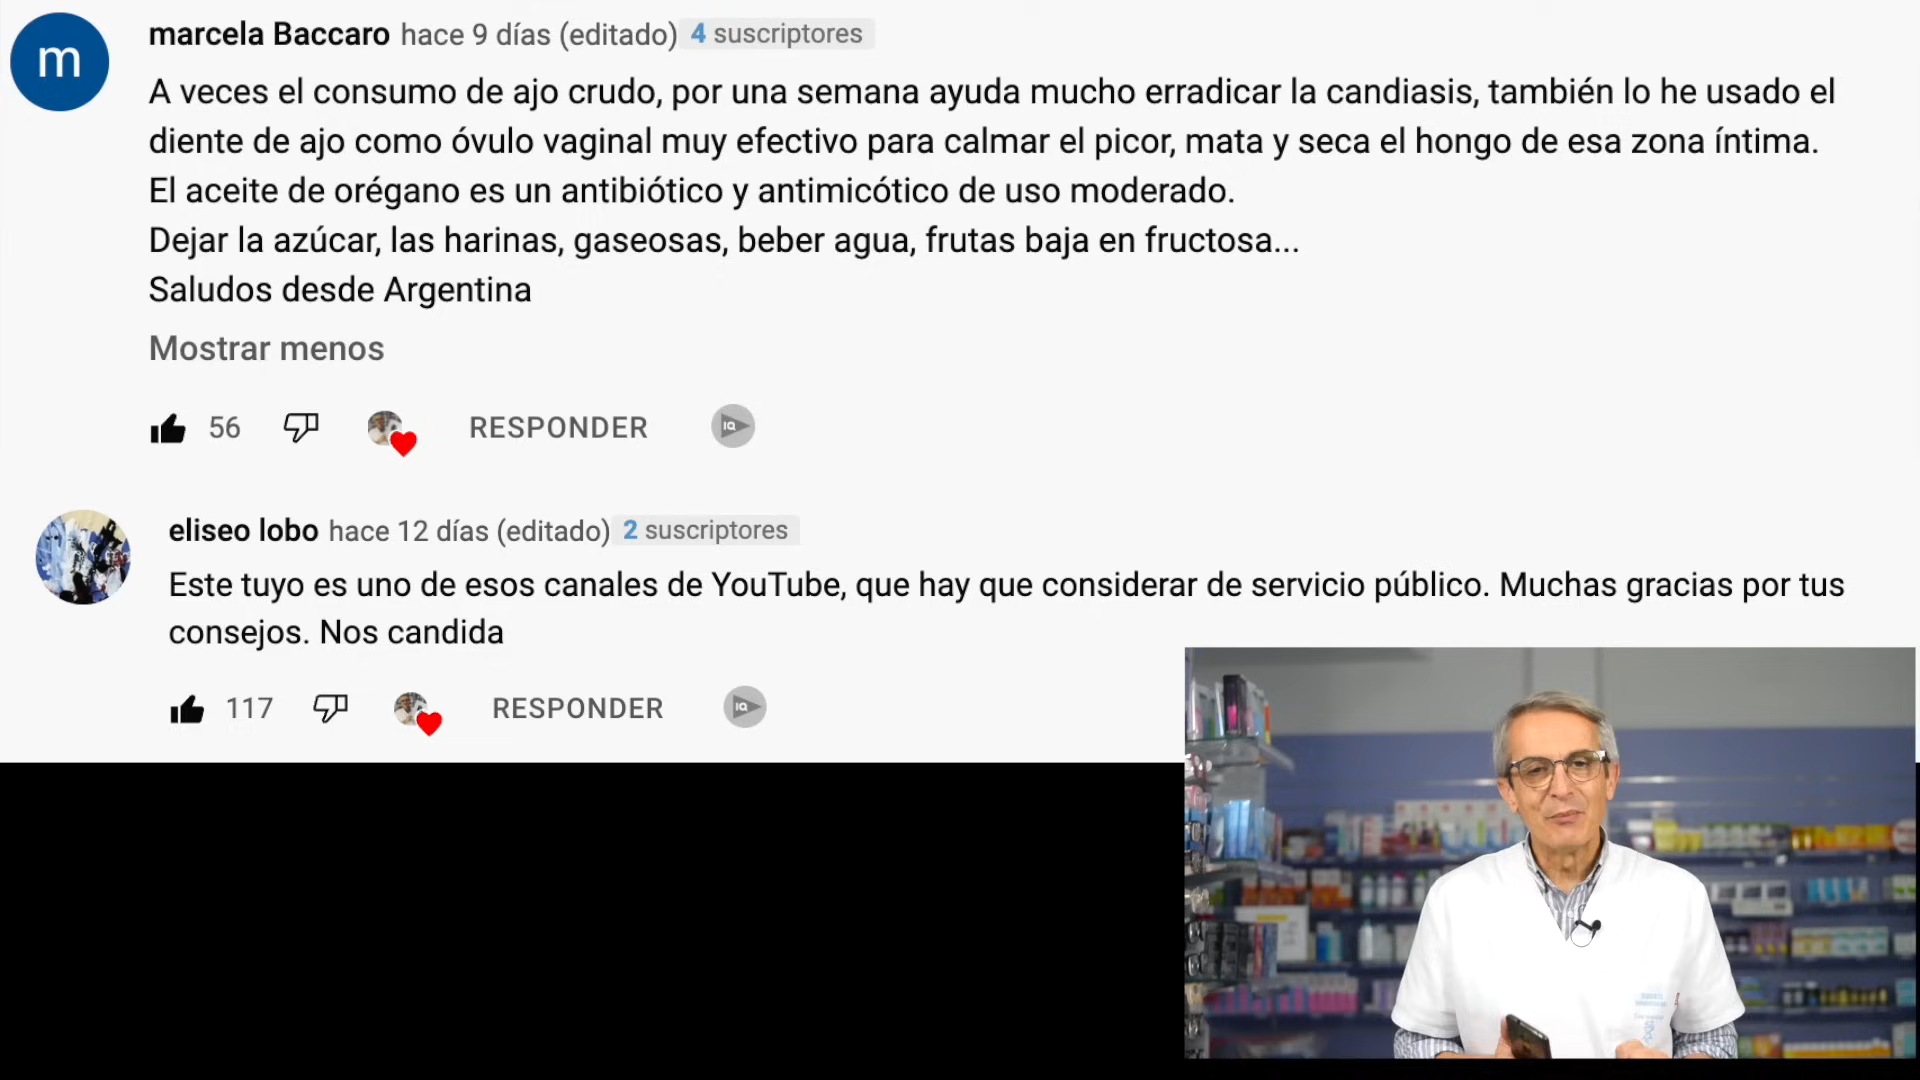 m
marcela Baccaro hace 9 días (editado) 4 suscriptores
A veces el consumo de ajo crudo, por una semana ayuda mucho erradicar la candiasis, también lo he usado el
diente de ajo como óvulo vaginal muy efectivo para calmar el picor, mata y seca el hongo de esa zona íntima.
El aceite de orégano es un antibiótico y antimicótico de uso moderado.
Dejar la azúcar, las harinas, gaseosas, beber agua, frutas baja en fructosa...
Saludos desde Argentina
Mostrar menos
56 RESPONDER IQ
eliseo lobo hace 12 días (editado) 2 suscriptores
Este tuyo es uno de esos canales de YouTube, que hay que considerar de servicio público. Muchas gracias por tus
consejos. Nos candida
117 RESPONDER IQ